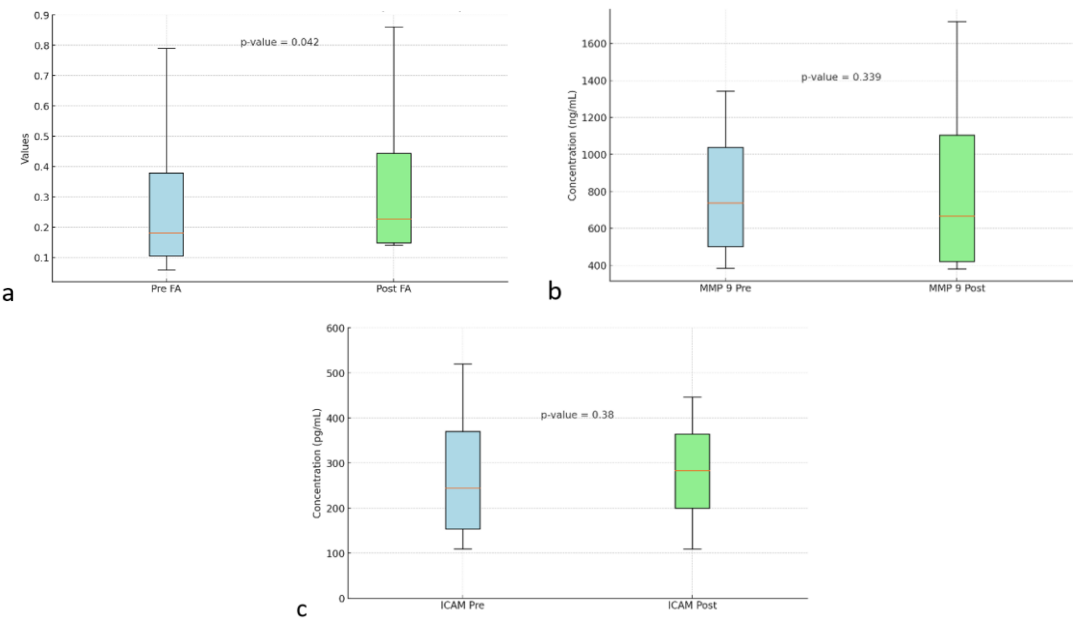 0.9
0.8
0.7
0.6
0.5
0.4
0.3
0.2
0.1
Values
p-value = 0.042
Pre FA
Post FA
a
1600
1400
1200
1000
800
600
400
Concentration (ng/mL)
p-value = 0.339
MMP 9 Pre
MMP 9 Post
b
600
500
400
300
200
100
0
Concentration (pg/mL)
p-value = 0.38
ICAM Pre
ICAM Post
c